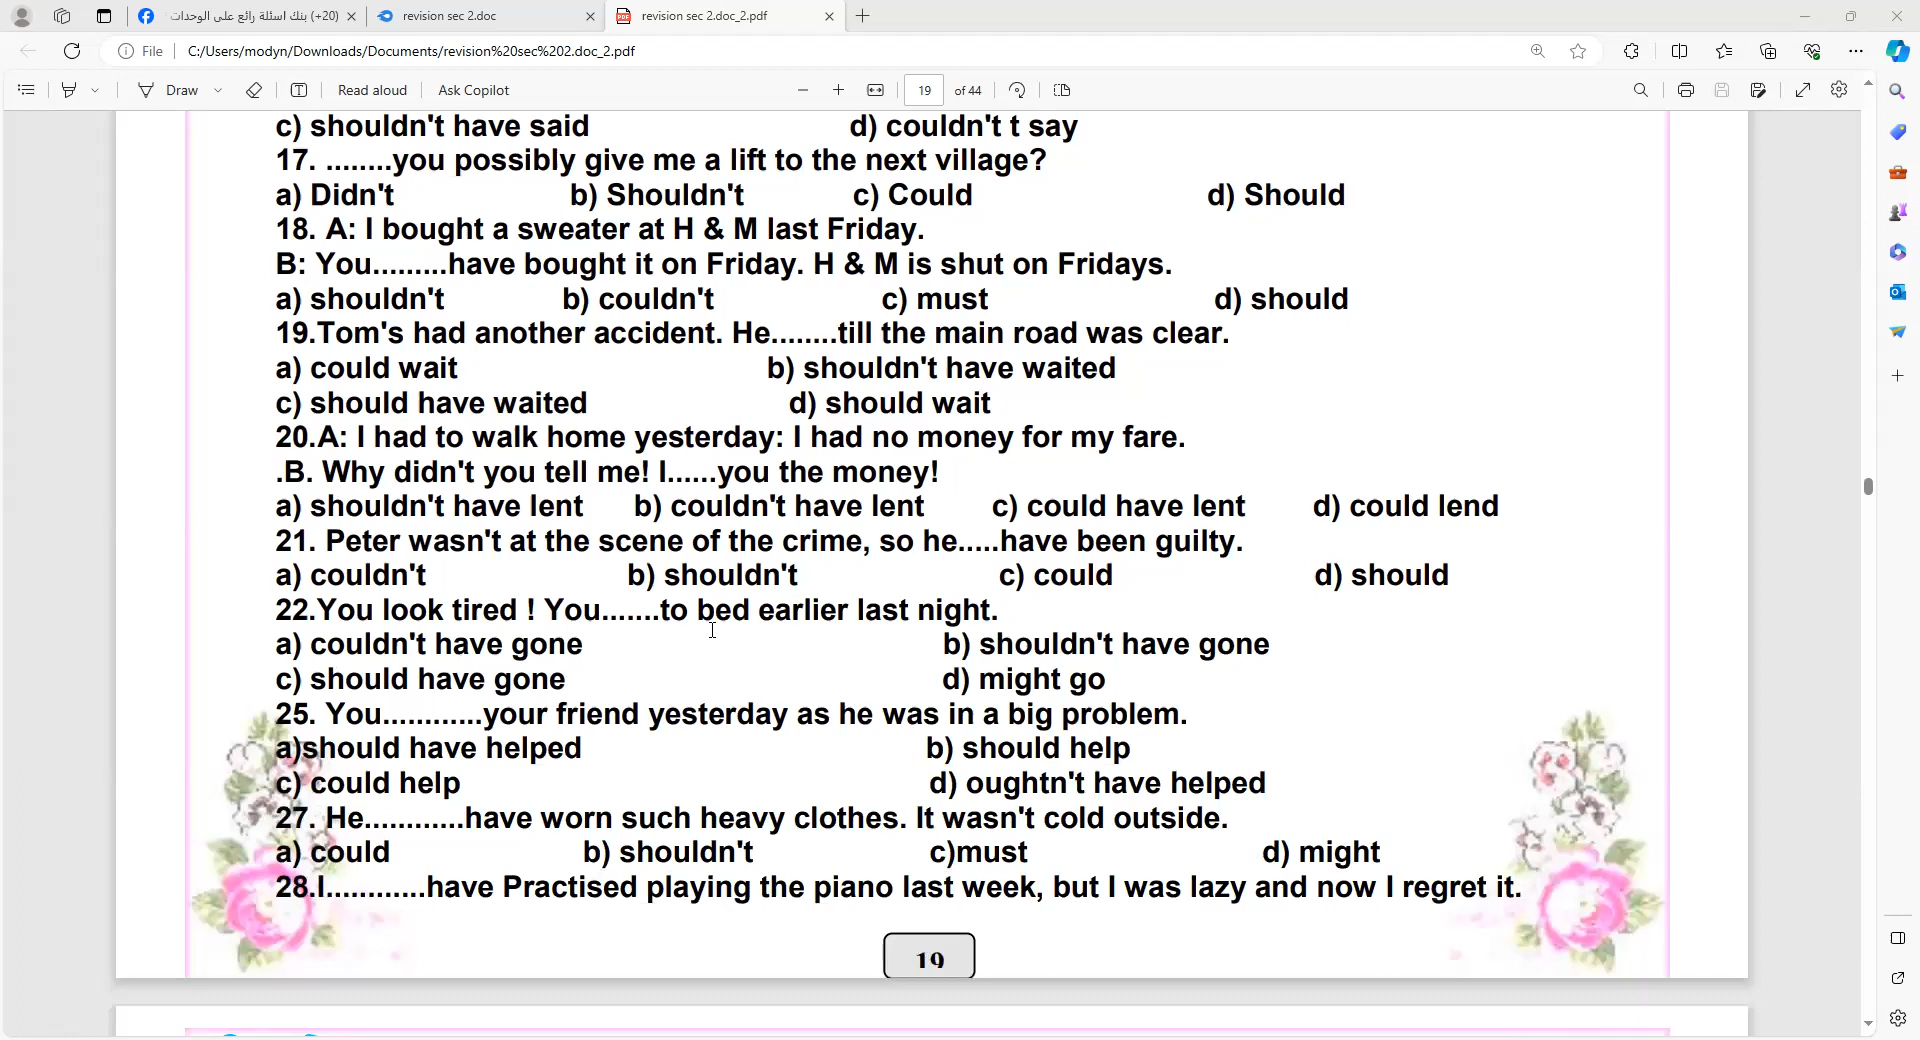 (20+) بنك اسئلة رائع على الوحدات
revision sec 2.doc
revision sec 2.doc_2.pdf
File
C:/Users/modyn/Downloads/Documents/revision%20sec%202.doc_2.pdf
Draw
Read aloud
Ask Copilot
19 of 44
c) shouldn't have said d) couldn't t say
17. ........you possibly give me a lift to the next village?
a) Didn't b) Shouldn't c) Could d) Should
18. A: I bought a sweater at H & M last Friday.
B: You.........have bought it on Friday. H & M is shut on Fridays.
a) shouldn't b) couldn't c) must d) should
19.Tom's had another accident. He........till the main road was clear.
a) could wait b) shouldn't have waited
c) should have waited d) should wait
20.A: I had to walk home yesterday: I had no money for my fare.
.B. Why didn't you tell me! I......you the money!
a) shouldn't have lent b) couldn't have lent c) could have lent d) could lend
21. Peter wasn't at the scene of the crime, so he.....have been guilty.
a) couldn't b) shouldn't c) could d) should
22.You look tired ! You.......to bed earlier last night.
a) couldn't have gone b) shouldn't have gone
c) should have gone d) might go
25. You............your friend yesterday as he was in a big problem.
a)should have helped b) should help
c) could help d) oughtn't have helped
27. He............have worn such heavy clothes. It wasn't cold outside.
a) could b) shouldn't c)must d) might
28.I............have Practised playing the piano last week, but I was lazy and now I regret it.
19